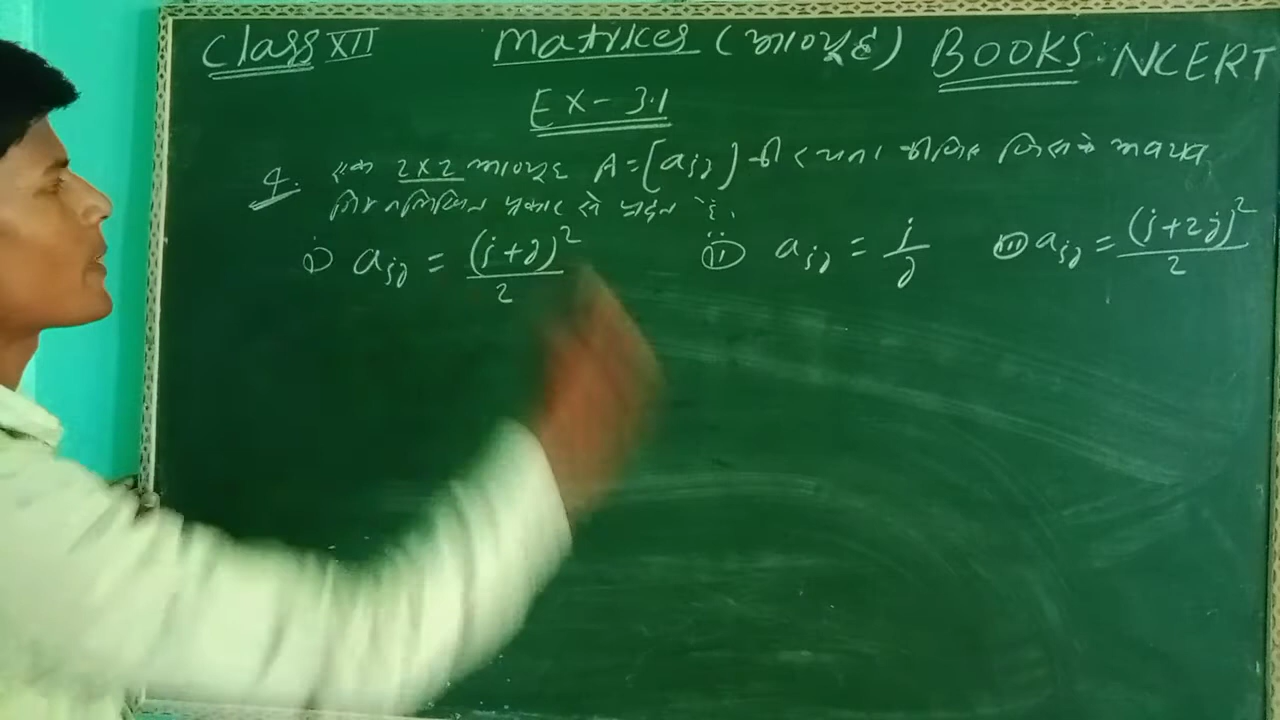 Class XII Matrices (आव्यूह) BOOKS: NCERT
Ex-3.1
4. एक 2×2 आव्यूह A=[aij] की रचना कीजिए जिसके अवयव
निम्नलिखित प्रकार से प्रदत्त हैं.
(i) aij = (i+j)²/2 (ii) aij = i/j (iii) aij = (i+2j)²/2